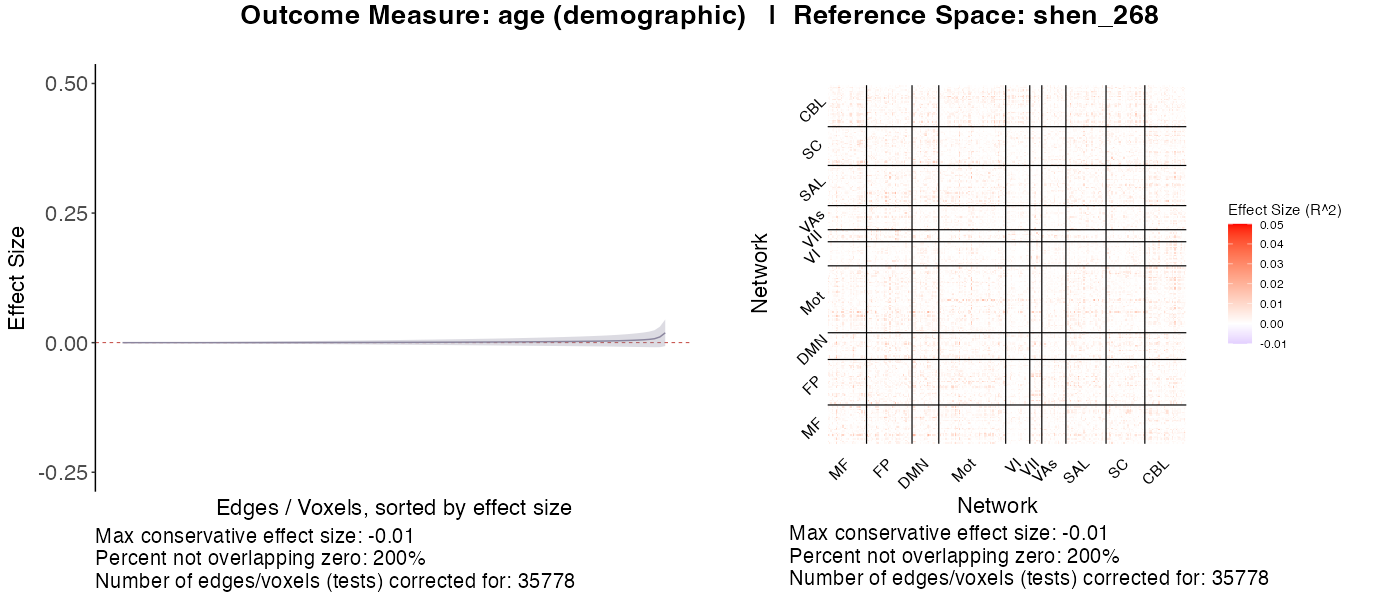 Outcome Measure: age (demographic) | Reference Space: shen_268
0.50
0.25
0.00
-0.25
Effect Size
Edges / Voxels, sorted by effect size
Max conservative effect size: -0.01
Percent not overlapping zero: 200%
Number of edges/voxels (tests) corrected for: 35778
CBL
SC
SAL
VAs
VII
VI
Mot
DMN
FP
MF
Network
MF
FP
DMN
Mot
VI
VII
VAs
SAL
SC
CBL
Network
Max conservative effect size: -0.01
Percent not overlapping zero: 200%
Number of edges/voxels (tests) corrected for: 35778
Effect Size (R^2)
0.05
0.04
0.03
0.02
0.01
0.00
-0.01